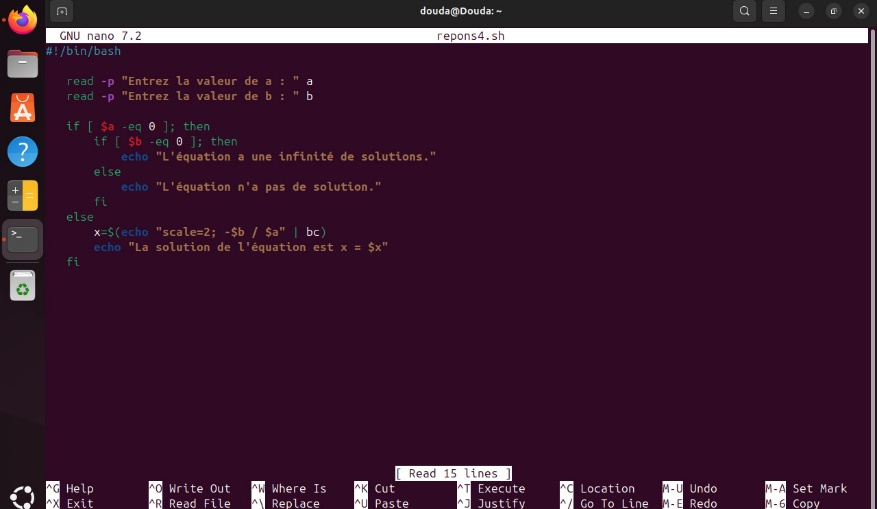 douda@Douda: ~
GNU nano 7.2 repons4.sh
#!/bin/bash
read -p "Entrez la valeur de a : " a
read -p "Entrez la valeur de b : " b
if [ $a -eq 0 ]; then
if [ $b -eq 0 ]; then
echo "L'équation a une infinité de solutions."
else
echo "L'équation n'a pas de solution."
fi
else
x=$(echo "scale=2; -$b / $a" | bc)
echo "La solution de l'équation est x = $x"
fi
[ Read 15 lines ]
^G Help ^O Write Out ^W Where Is ^K Cut ^T Execute ^C Location M-U Undo M-A Set Mark
^X Exit ^R Read File ^\ Replace ^U Paste ^J Justify ^/ Go To Line M-E Redo M-6 Copy